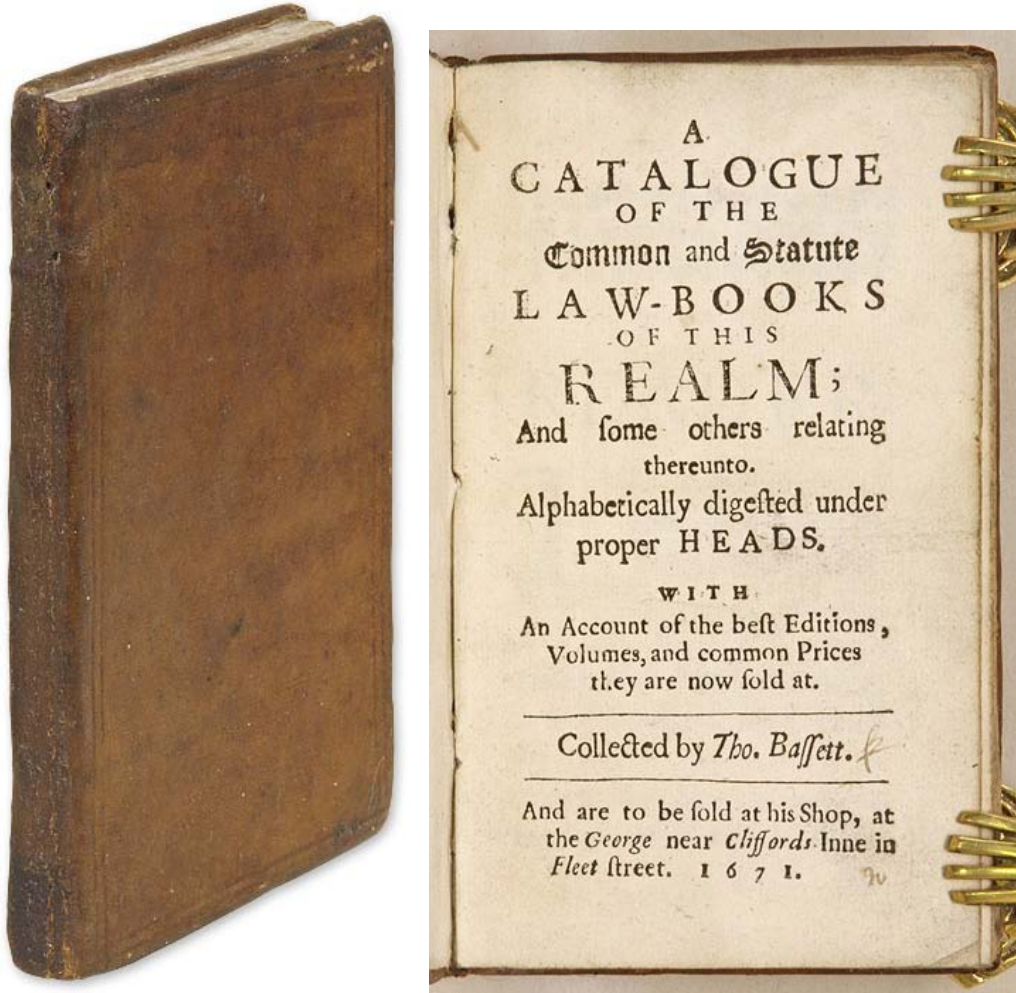 A
CATALOGUE
OF THE
Common and Statute
LAW-BOOKS
OF THIS
REALM;
And ſome others relating
thereunto.
Alphabetically digeſted under
proper HEADS.
WITH
An Account of the beſt Editions,
Volumes, and common Prices
they are now ſold at.
Collected by Tho. Baſſett.
And are to be ſold at his Shop, at
the George near Cliffords Inne in
Fleet ſtreet. 1671.